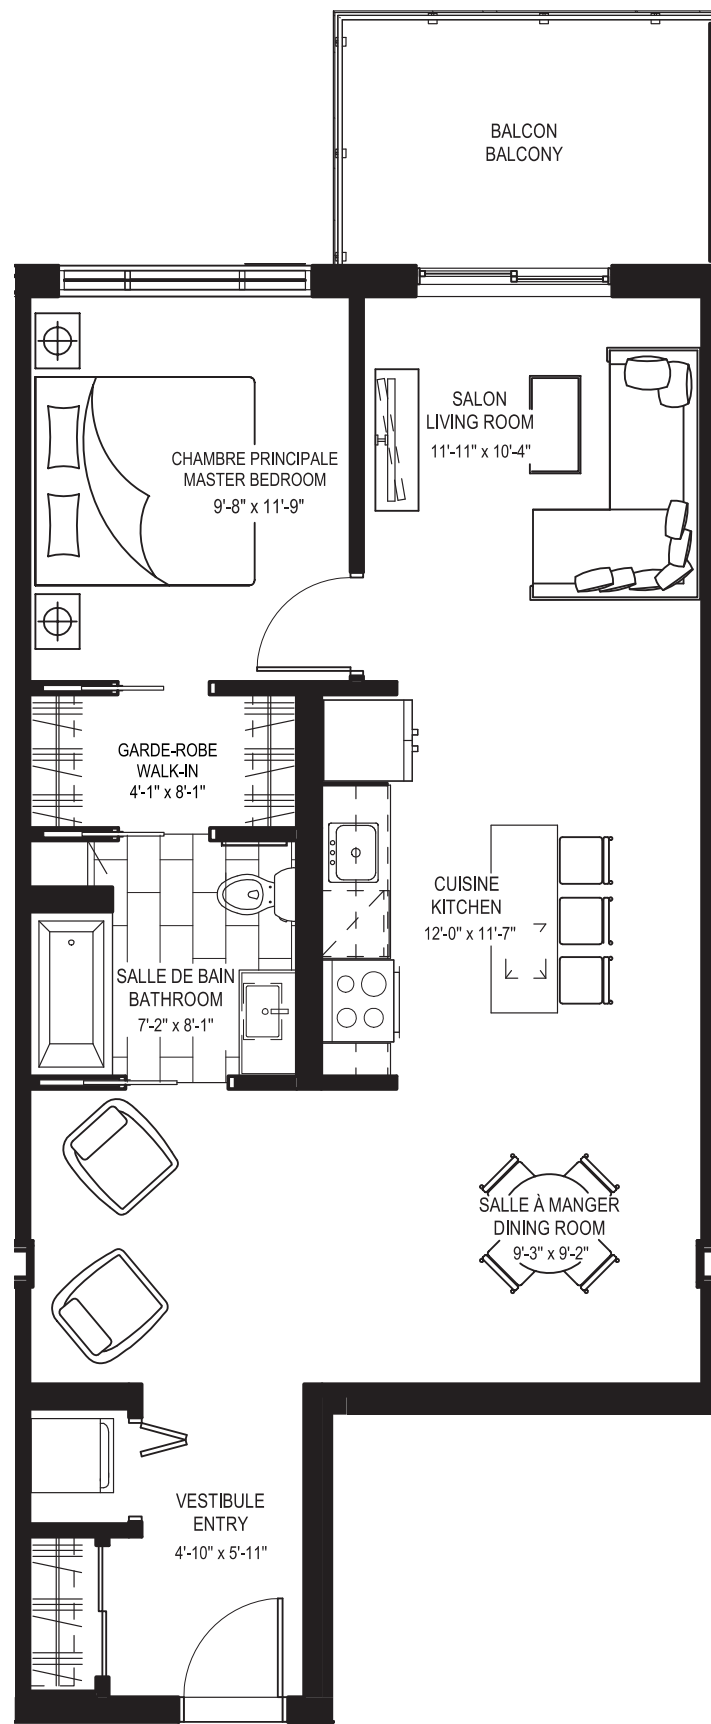 BALCON
BALCONY
SALON
LIVING ROOM
11'-11" x 10'-4"
CHAMBRE PRINCIPALE
MASTER BEDROOM
9'-8" x 11'-9"
GARDE-ROBE
WALK-IN
4'-1" x 8'-1"
CUISINE
KITCHEN
12'-0" x 11'-7"
SALLE DE BAIN
BATHROOM
7'-2" x 8'-1"
SALLE À MANGER
DINING ROOM
9'-3" x 9'-2"
VESTIBULE
ENTRY
4'-10" x 5'-11"